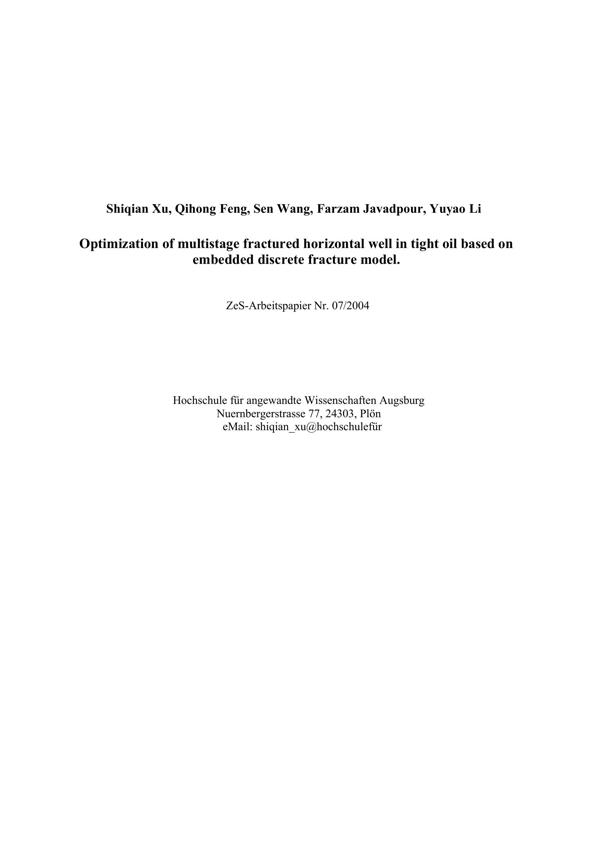 Shiqian Xu, Qihong Feng, Sen Wang, Farzam Javadpour, Yuyao Li
Optimization of multistage fractured horizontal well in tight oil based on
embedded discrete fracture model.
ZeS-Arbeitspapier Nr. 07/2004
Hochschule für angewandte Wissenschaften Augsburg
Nuernbergerstrasse 77, 24303, Plön
eMail: shiqian_xu@hochschulefür